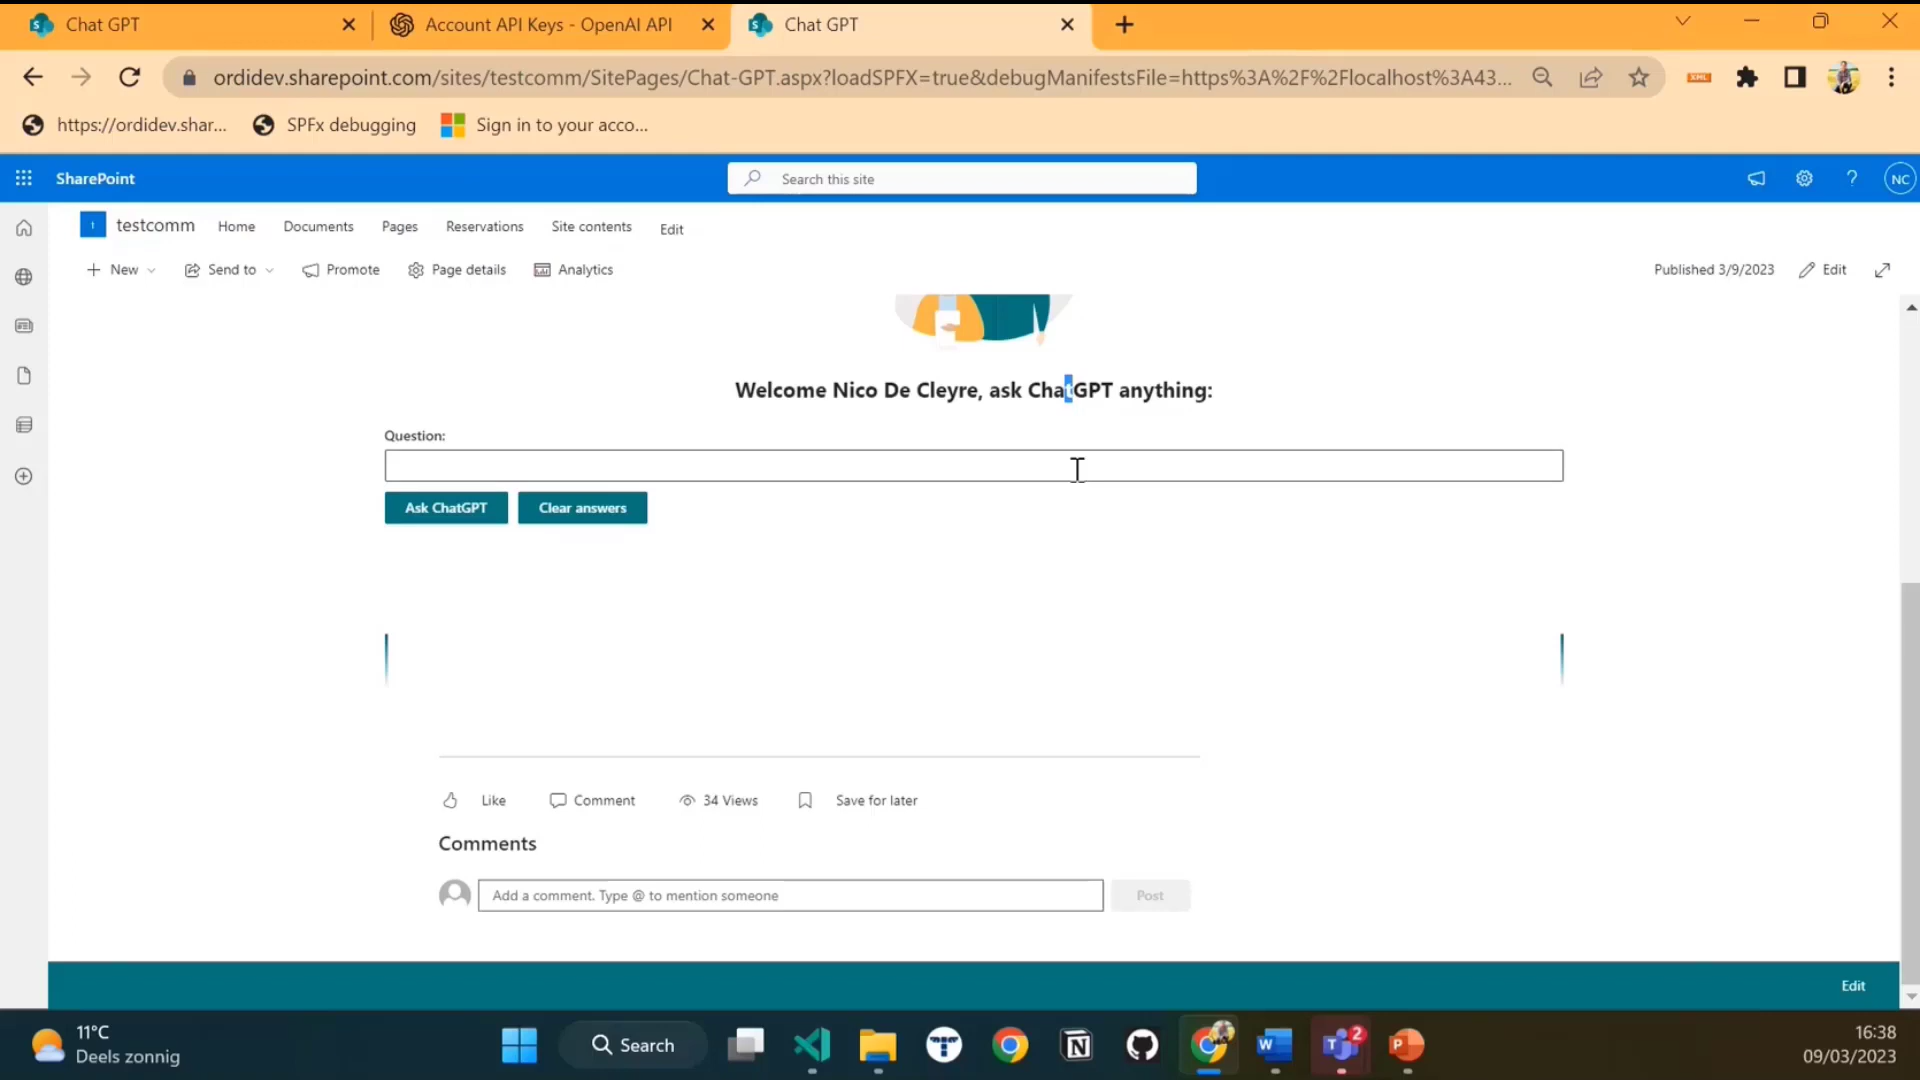 Chat GPT
Account API Keys - OpenAI API
Chat GPT
ordidev.sharepoint.com/sites/testcomm/SitePages/Chat-GPT.aspx?loadSPFX=true&debugManifestsFile=https%3A%2F%2Flocalhost%3A43...
XML
https://ordidev.shar...
SPFx debugging
Sign in to your acco...
SharePoint
Search this site
?
NC
t
testcomm
Home
Documents
Pages
Reservations
Site contents
Edit
New
Send to
Promote
Page details
Analytics
Published 3/9/2023
Edit
Welcome Nico De Cleyre, ask ChatGPT anything:
Question:
Ask ChatGPT
Clear answers
Like
Comment
34 Views
Save for later
Comments
Add a comment. Type @ to mention someone
Post
Edit
11°C
Deels zonnig
Search
2
16:38
09/03/2023